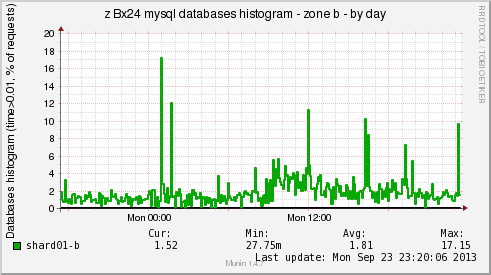 z Bx24 mysql databases histogram - zone b - by day
RRDTOOL / TOBI OETIKER
Databases histogram (time>0.01, % of requests)
20
18
16
14
12
10
8
6
4
2
0
Mon 00:00 Mon 12:00
Cur: Min: Avg: Max:
shard01-b 1.52 27.75m 1.81 17.15
Last update: Mon Sep 23 23:20:06 2013